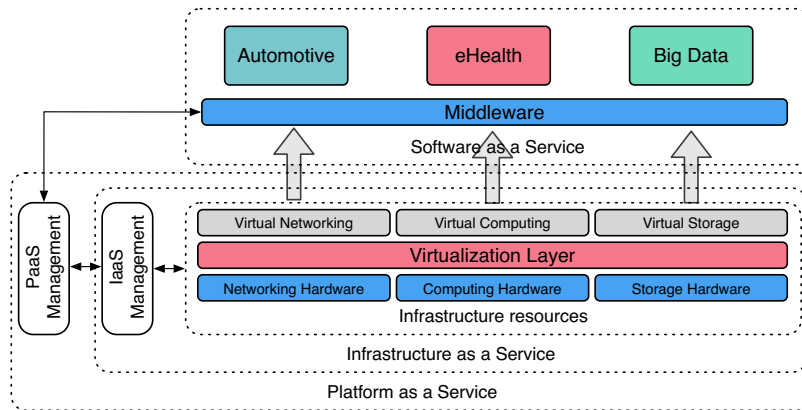 Automotive
eHealth
Big Data
Middleware
Software as a Service
PaaS
Management
IaaS
Management
Virtual Networking
Virtual Computing
Virtual Storage
Virtualization Layer
Networking Hardware
Computing Hardware
Storage Hardware
Infrastructure resources
Infrastructure as a Service
Platform as a Service